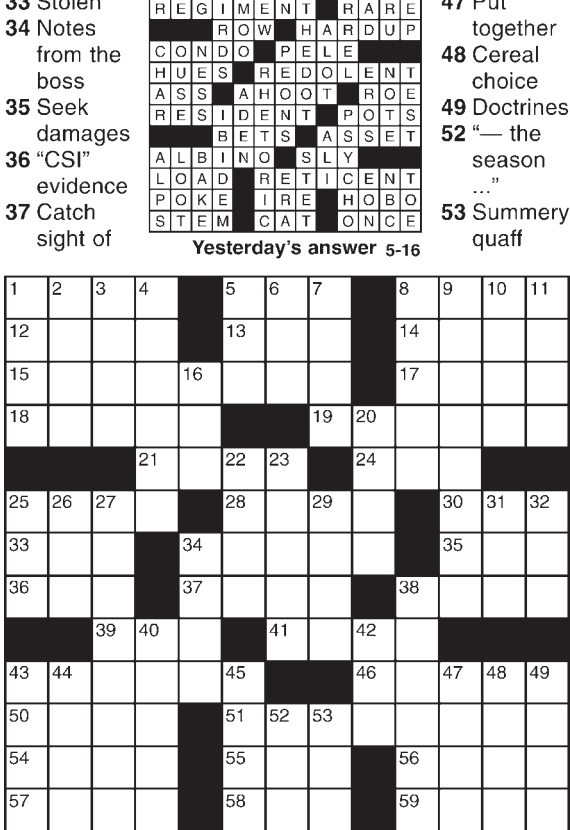 33 Stolen
34 Notes
from the
boss
35 Seek
damages
36 “CSI”
evidence
37 Catch
sight of
REGIMENT RARE
ROW HARDUP
CONDO PELE
HUES REDOLENT
ASS AHOOT ROE
RESIDENT POTS
BETS ASSET
ALBINO SLY
LOAD RETICENT
POKE IRE HOBO
STEM CAT ONCE
Yesterday’s answer 5-16
47 Put
together
48 Cereal
choice
49 Doctrines
52 “— the
season
...”
53 Summery
quaff
1 2 3 4 5 6 7 8 9 10 11
12 13 14
15 16 17
18 19 20
21 22 23 24
25 26 27 28 29 30 31 32
33 34 35
36 37 38
39 40 41 42
43 44 45 46 47 48 49
50 51 52 53
54 55 56
57 58 59